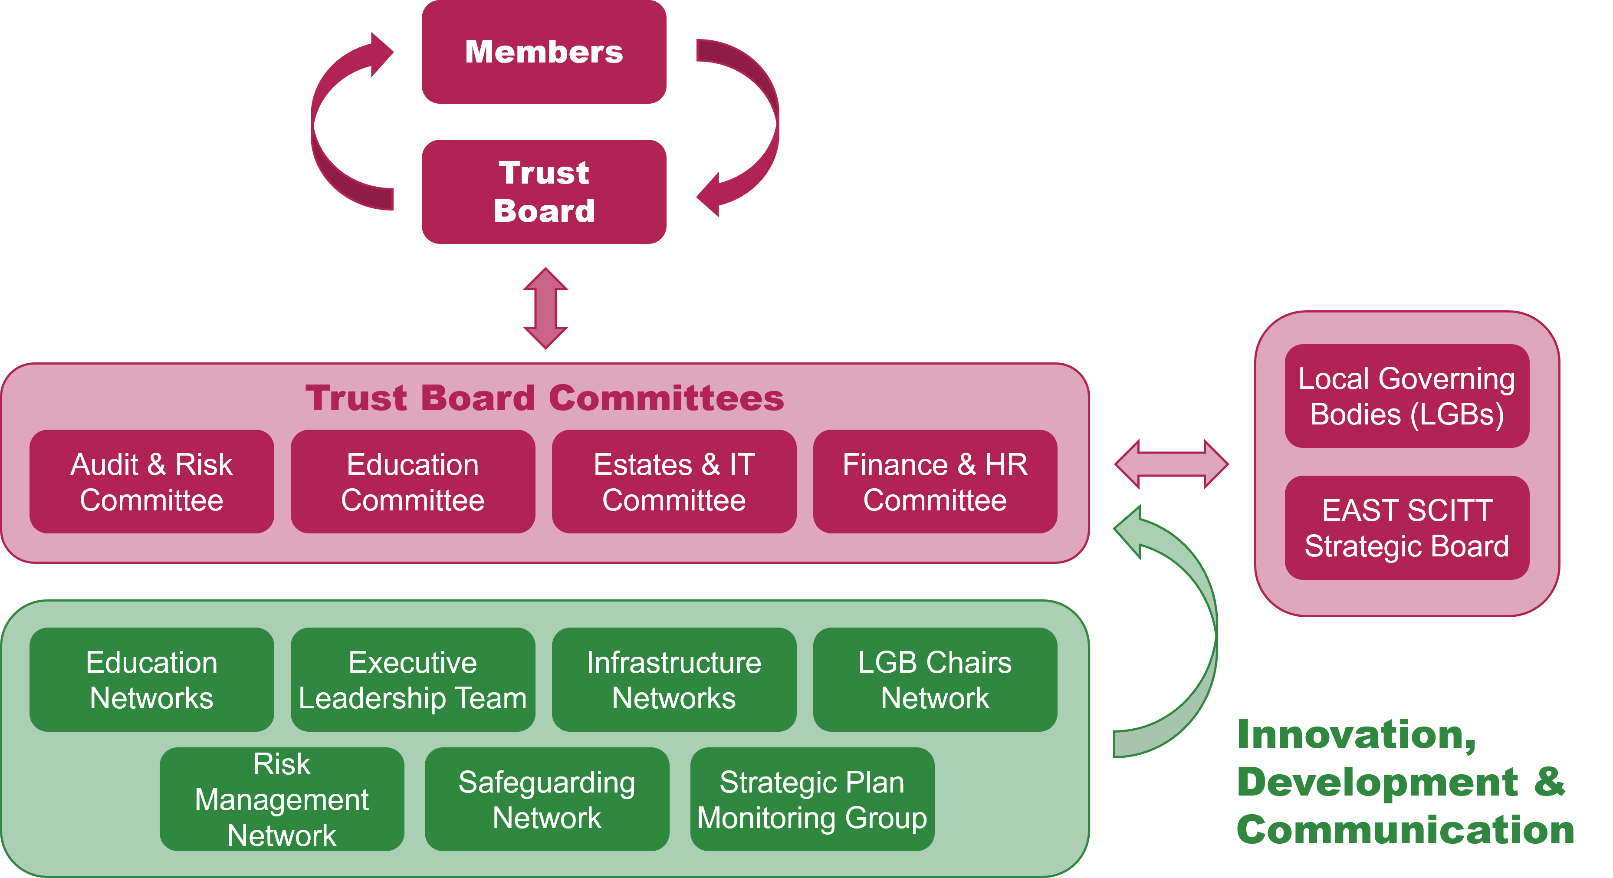 Members
Trust
Board
Trust Board Committees
Audit & Risk
Committee
Education
Committee
Estates & IT
Committee
Finance & HR
Committee
Local Governing
Bodies (LGBs)
EAST SCITT
Strategic Board
Education
Networks
Executive
Leadership Team
Infrastructure
Networks
LGB Chairs
Network
Risk
Management
Network
Safeguarding
Network
Strategic Plan
Monitoring Group
Innovation,
Development &
Communication